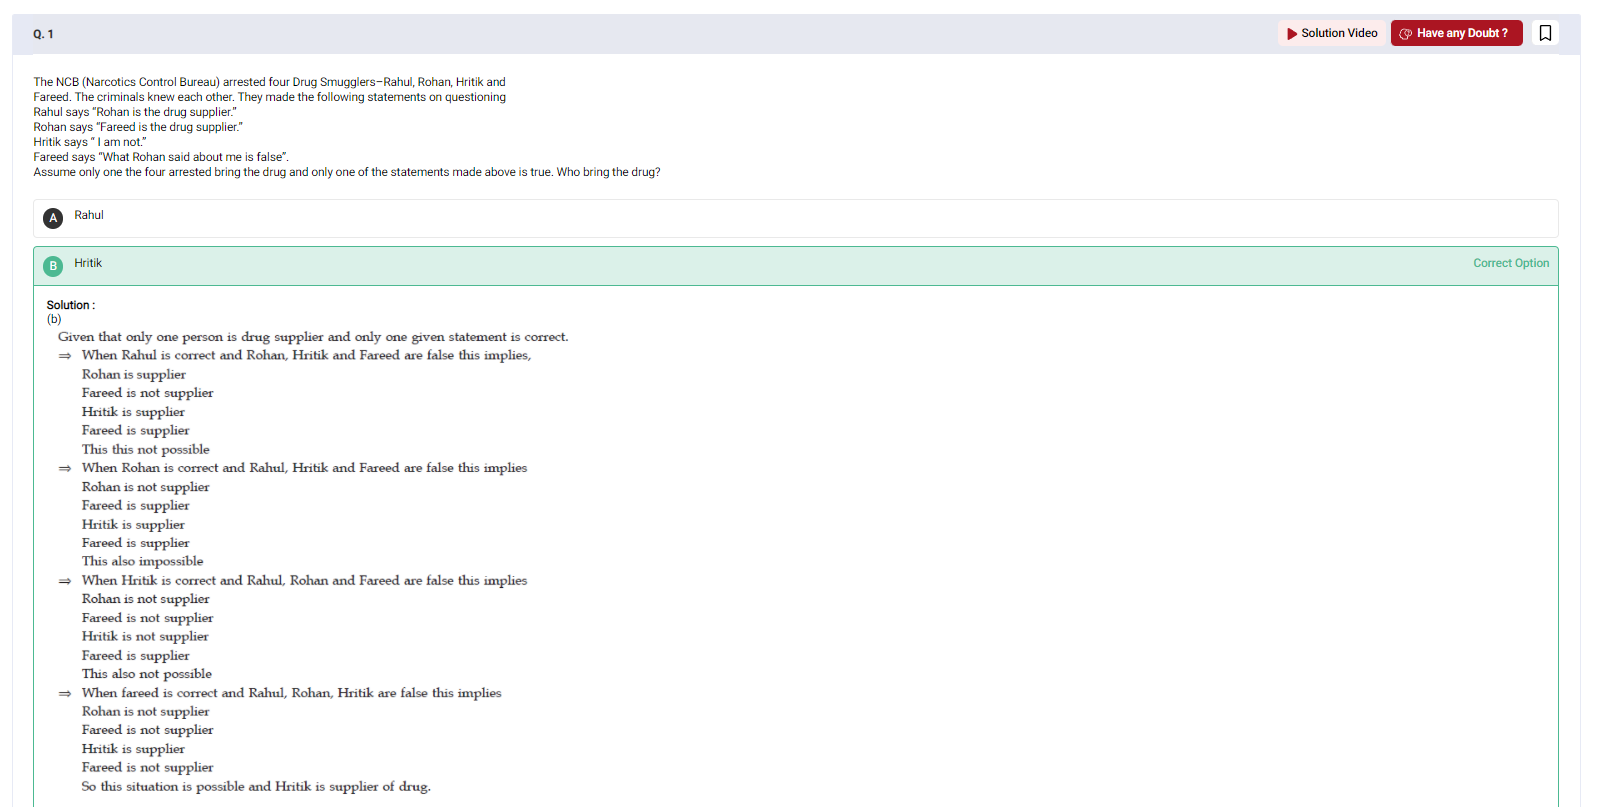 Q. 1
Solution Video
Have any Doubt ?
The NCB (Narcotics Control Bureau) arrested four Drug Smugglers–Rahul, Rohan, Hritik and
Fareed. The criminals knew each other. They made the following statements on questioning
Rahul says “Rohan is the drug supplier.”
Rohan says “Fareed is the drug supplier.”
Hritik says “ I am not.”
Fareed says “What Rohan said about me is false”.
Assume only one the four arrested bring the drug and only one of the statements made above is true. Who bring the drug?
A Rahul
B Hritik
Correct Option
Solution :
(b)
Given that only one person is drug supplier and only one given statement is correct.
⇒ When Rahul is correct and Rohan, Hritik and Fareed are false this implies,
Rohan is supplier
Fareed is not supplier
Hritik is supplier
Fareed is supplier
This this not possible
⇒ When Rohan is correct and Rahul, Hritik and Fareed are false this implies
Rohan is not supplier
Fareed is supplier
Hritik is supplier
Fareed is supplier
This also impossible
⇒ When Hritik is correct and Rahul, Rohan and Fareed are false this implies
Rohan is not supplier
Fareed is not supplier
Hritik is not supplier
Fareed is supplier
This also not possible
⇒ When fareed is correct and Rahul, Rohan, Hritik are false this implies
Rohan is not supplier
Fareed is not supplier
Hritik is supplier
Fareed is not supplier
So this situation is possible and Hritik is supplier of drug.